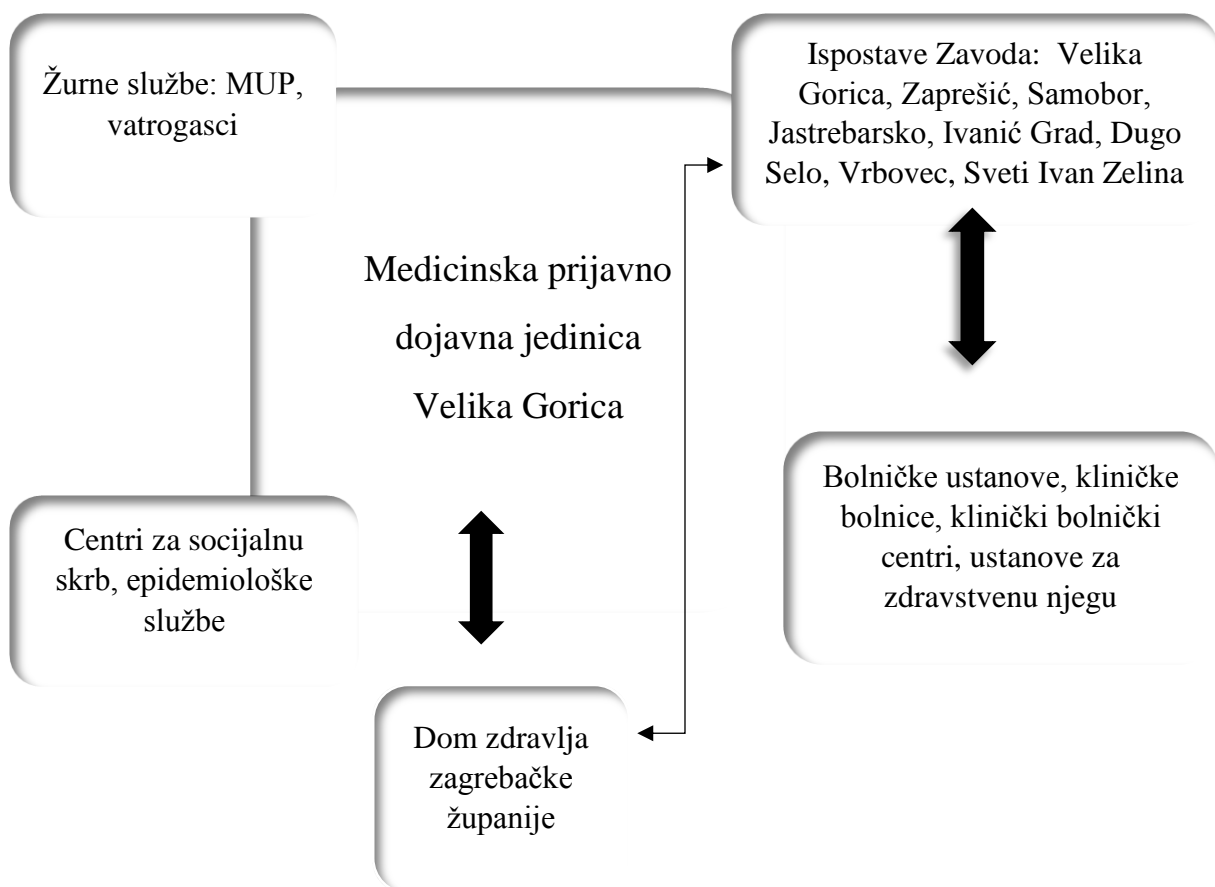 Žurne službe: MUP,
vatrogasci
Ispostave Zavoda: Velika
Gorica, Zaprešić, Samobor,
Jastrebarsko, Ivanić Grad, Dugo
Selo, Vrbovec, Sveti Ivan Zelina
Medicinska prijavno
dojavna jedinica
Velika Gorica
Centri za socijalnu
skrb, epidemiološke
službe
Bolničke ustanove, kliničke
bolnice, klinički bolnički
centri, ustanove za
zdravstvenu njegu
Dom zdravlja
zagrebačke
županije